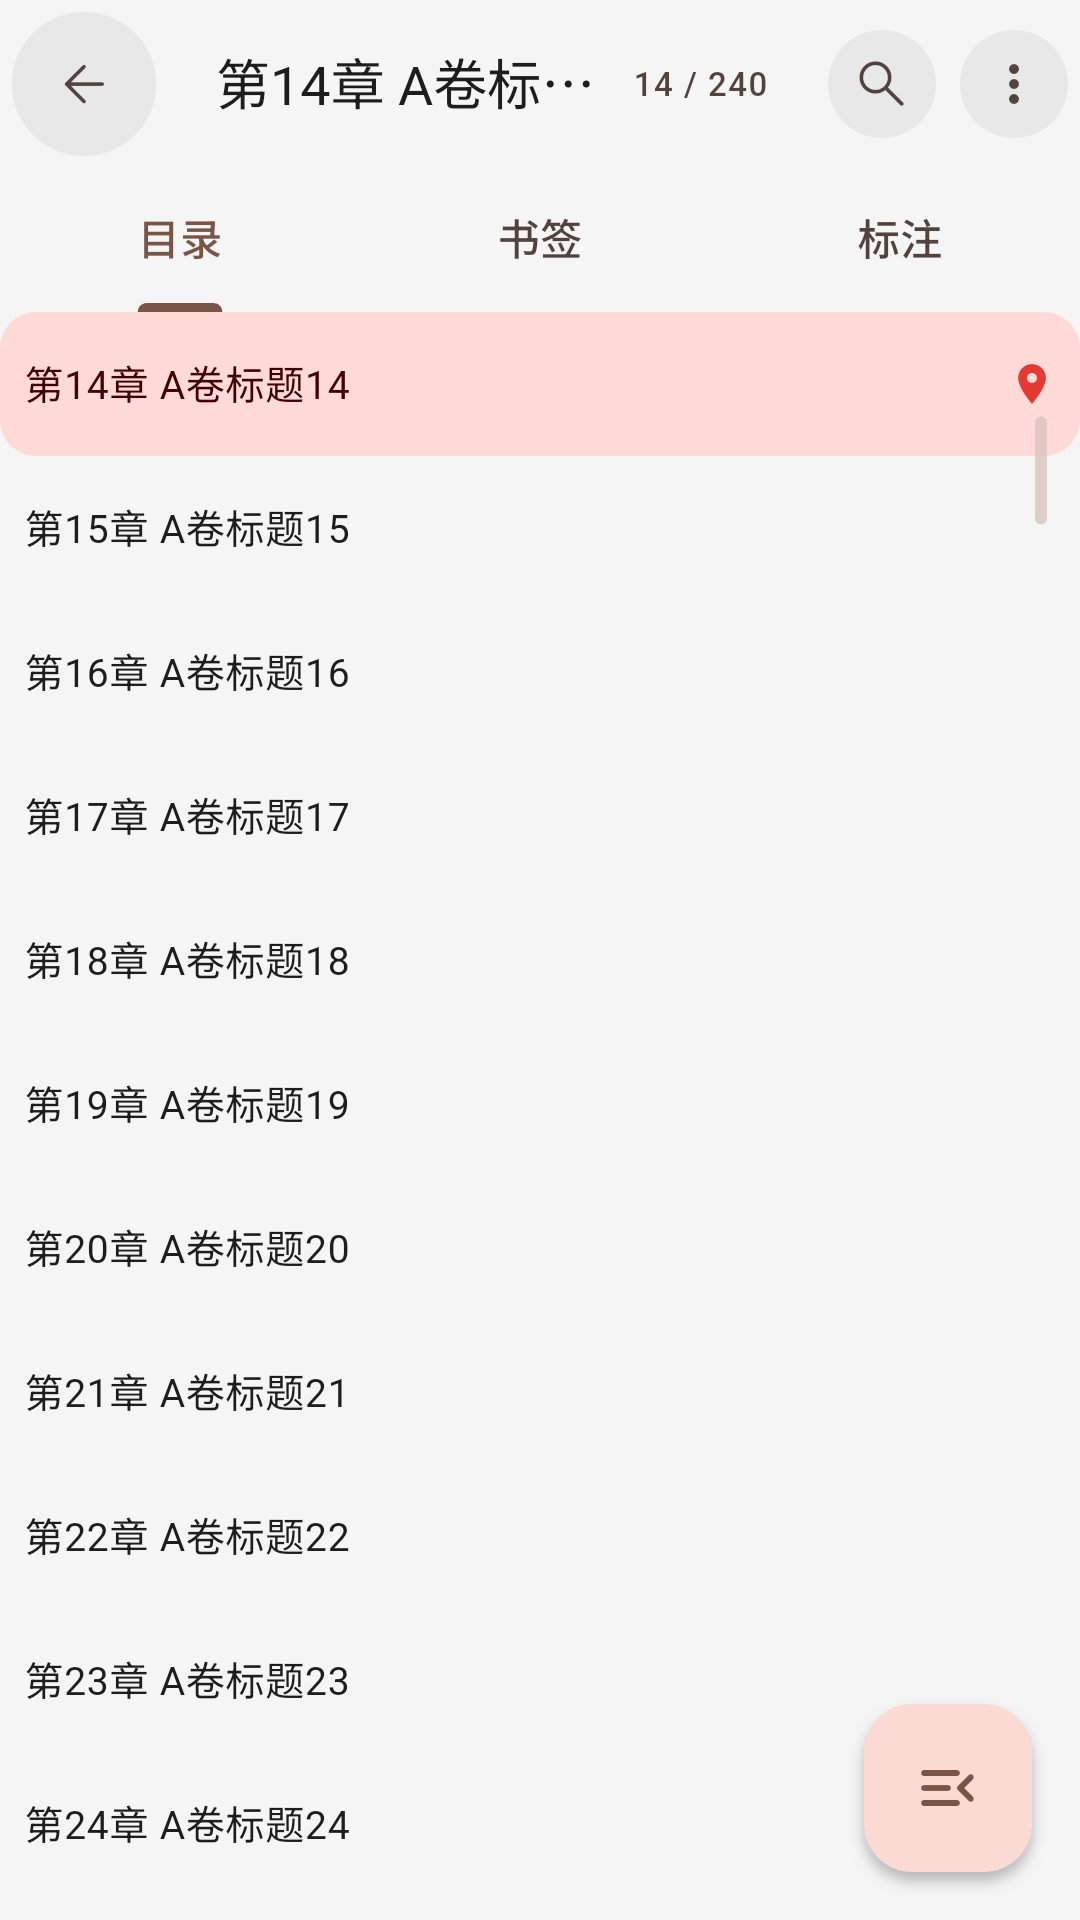 第14章 A卷标… 14 / 240
目录 书签 标注
第14章 A卷标题14
第15章 A卷标题15
第16章 A卷标题16
第17章 A卷标题17
第18章 A卷标题18
第19章 A卷标题19
第20章 A卷标题20
第21章 A卷标题21
第22章 A卷标题22
第23章 A卷标题23
第24章 A卷标题24